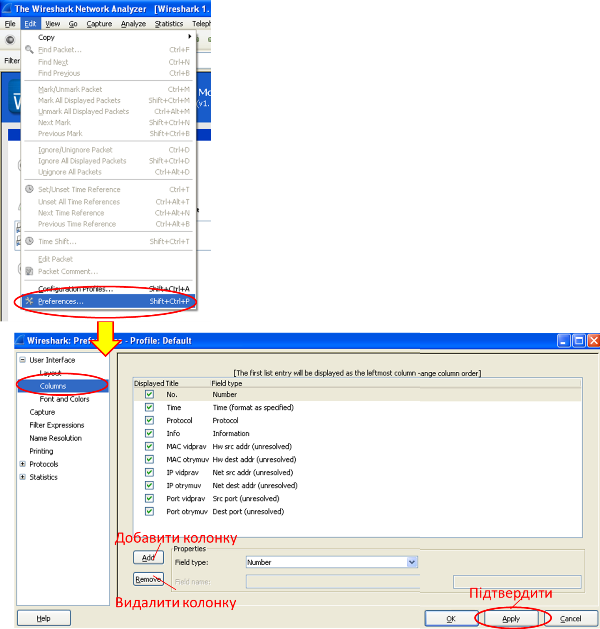 The Wireshark Network Analyzer [Wireshark 1.
File Edit View Go Capture Analyze Statistics Teleph
Copy
Find Packet... Ctrl+F
Find Next Ctrl+N
Find Previous Ctrl+B
Mark/Unmark Packet Ctrl+M
Mark All Displayed Packets Shift+Ctrl+M
Unmark All Displayed Packets Ctrl+Alt+M
Next Mark Shift+Ctrl+N
Previous Mark Shift+Ctrl+B
Ignore/Unignore Packet Ctrl+D
Ignore All Displayed Packets Shift+Ctrl+D
Unignore All Packets Ctrl+Alt+D
Set/Unset Time Reference Ctrl+T
Unset All Time References Ctrl+Alt+T
Next Time Reference Ctrl+Alt+N
Previous Time Reference Ctrl+Alt+B
Time Shift... Shift+Ctrl+T
Edit Packet
Packet Comment...
Configuration Profiles... Shift+Ctrl+A
Preferences... Shift+Ctrl+P
Filter
Mo
(v1.
Wireshark: Preferences - Profile: Default
User Interface
Layout
Columns
Font and Colors
Capture
Filter Expressions
Name Resolution
Printing
Protocols
Statistics
[The first list entry will be displayed as the leftmost column -ange column order]
Displayed Title Field type
No. Number
Time Time (format as specified)
Protocol Protocol
Info Information
MAC vidprav Hw src addr (unresolved)
MAC otrymuv Hw dest addr (unresolved)
IP vidprav Net src addr (unresolved)
IP otrymuv Net dest addr (unresolved)
Port vidprav Src port (unresolved)
Port otrymuv Dest port (unresolved)
Добавити колонку
Add
Properties
Field type: Number
Remove
Field name:
Видалити колонку
Підтвердити
Help OK Apply Cancel